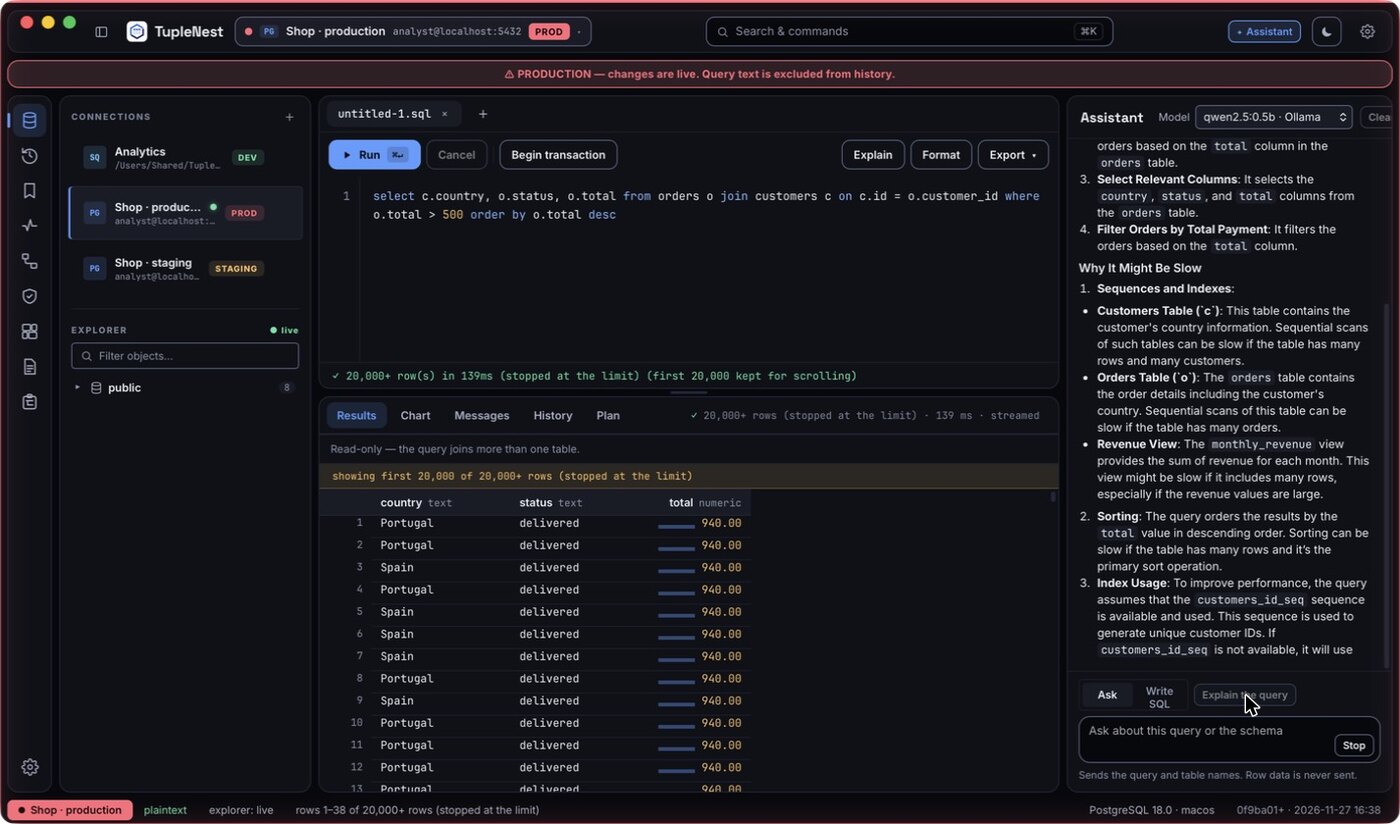 TupleNest
PG Shop · production analyst@localhost:5432 PROD
Search & commands ⌘K
Assistant
⚠ PRODUCTION — changes are live. Query text is excluded from history.
CONNECTIONS +
SQ Analytics
/Users/Shared/Tuple… DEV
PG Shop · produc… PROD
analyst@localhost:…
PG Shop · staging STAGING
analyst@localho…
EXPLORER live
Filter objects…
public 8
untitled-1.sql × +
Run ⌘↵ Cancel Begin transaction Explain Format Export
1 select c.country, o.status, o.total from orders o join customers c on c.id = o.customer_id where
o.total > 500 order by o.total desc
✓ 20,000+ row(s) in 139ms (stopped at the limit) (first 20,000 kept for scrolling)
Results Chart Messages History Plan ✓ 20,000+ rows (stopped at the limit) · 139 ms · streamed
Read-only — the query joins more than one table.
showing first 20,000 of 20,000+ rows (stopped at the limit)
country text status text total numeric
1 Portugal delivered 940.00
2 Portugal delivered 940.00
3 Spain delivered 940.00
4 Portugal delivered 940.00
5 Spain delivered 940.00
6 Spain delivered 940.00
7 Spain delivered 940.00
8 Portugal delivered 940.00
9 Spain delivered 940.00
10 Portugal delivered 940.00
11 Portugal delivered 940.00
12 Portugal delivered 940.00
13 Portugal delivered 940.00
Assistant Model qwen2.5:0.5b · Ollama Clea
orders based on the total column in the
orders table.
3. Select Relevant Columns: It selects the
country, status, and total columns from
the orders table.
4. Filter Orders by Total Payment: It filters the
orders based on the total column.
Why It Might Be Slow
1. Sequences and Indexes:
• Customers Table (`c`): This table contains the
customer's country information. Sequential scans
of such tables can be slow if the table has many
rows and many customers.
• Orders Table (`o`): The orders table contains
the order details including the customer's
country. Sequential scans of this table can be
slow if the table has many orders.
• Revenue View: The monthly_revenue view
provides the sum of revenue for each month. This
view might be slow if it includes many rows,
especially if the revenue values are large.
2. Sorting: The query orders the results by the
total value in descending order. Sorting can be
slow if the table has many rows and it's the
primary sort operation.
3. Index Usage: To improve performance, the query
assumes that the customers_id_seq sequence
is available and used. This sequence is used to
generate unique customer IDs. If
customers_id_seq is not available, it will use
Ask Write SQL Explain the query
Ask about this query or the schema
Stop
Sends the query and table names. Row data is never sent.
Shop · production plaintext explorer: live rows 1–38 of 20,000+ rows (stopped at the limit) PostgreSQL 18.0 · macos 0f9ba01+ · 2026-11-27 16:38